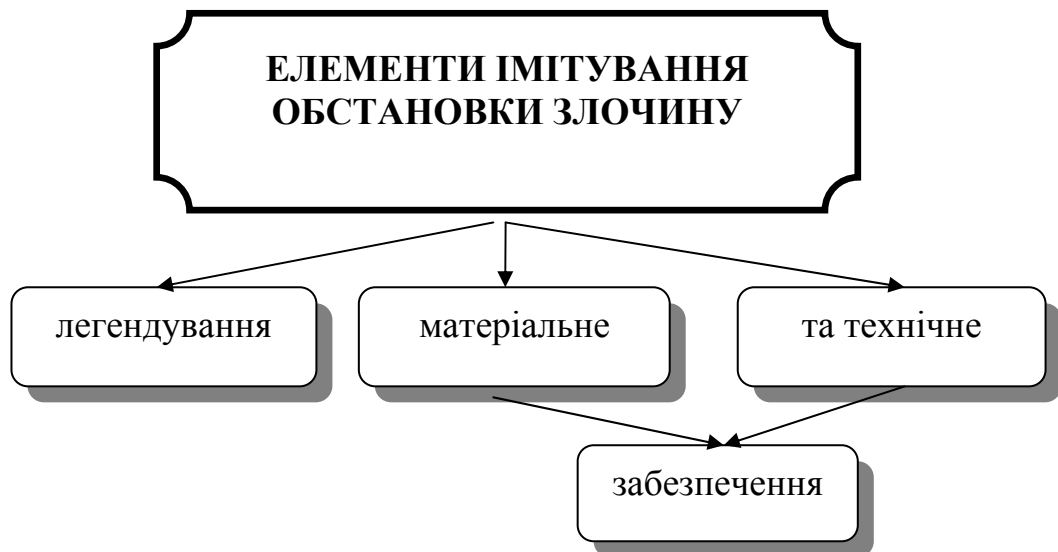 ЕЛЕМЕНТИ ІМІТУВАННЯ
ОБСТАНОВКИ ЗЛОЧИНУ
легендування
матеріальне
та технічне
забезпечення